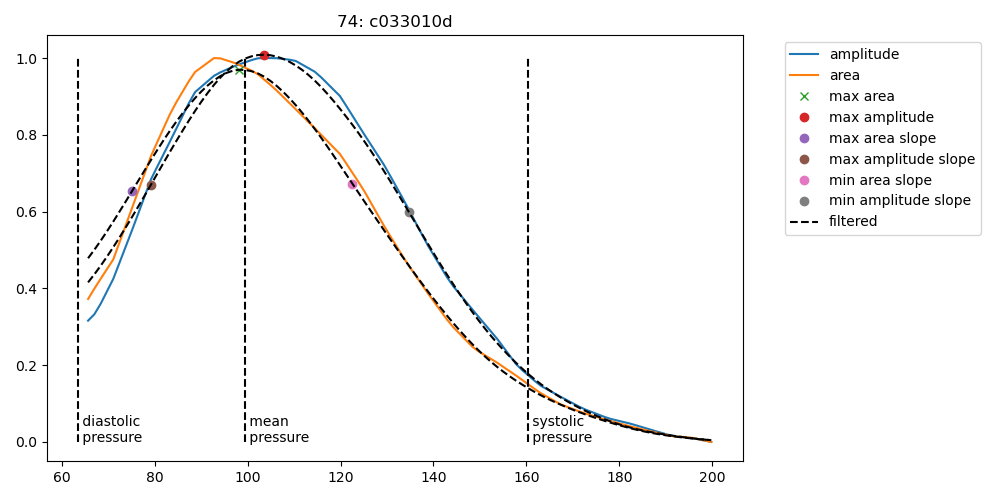 74: c033010d
1.0
0.8
0.6
0.4
0.2
0.0
diastolic
pressure
mean
pressure
systolic
pressure
60
80
100
120
140
160
180
200
amplitude
area
max area
max amplitude
max area slope
max amplitude slope
min area slope
min amplitude slope
filtered